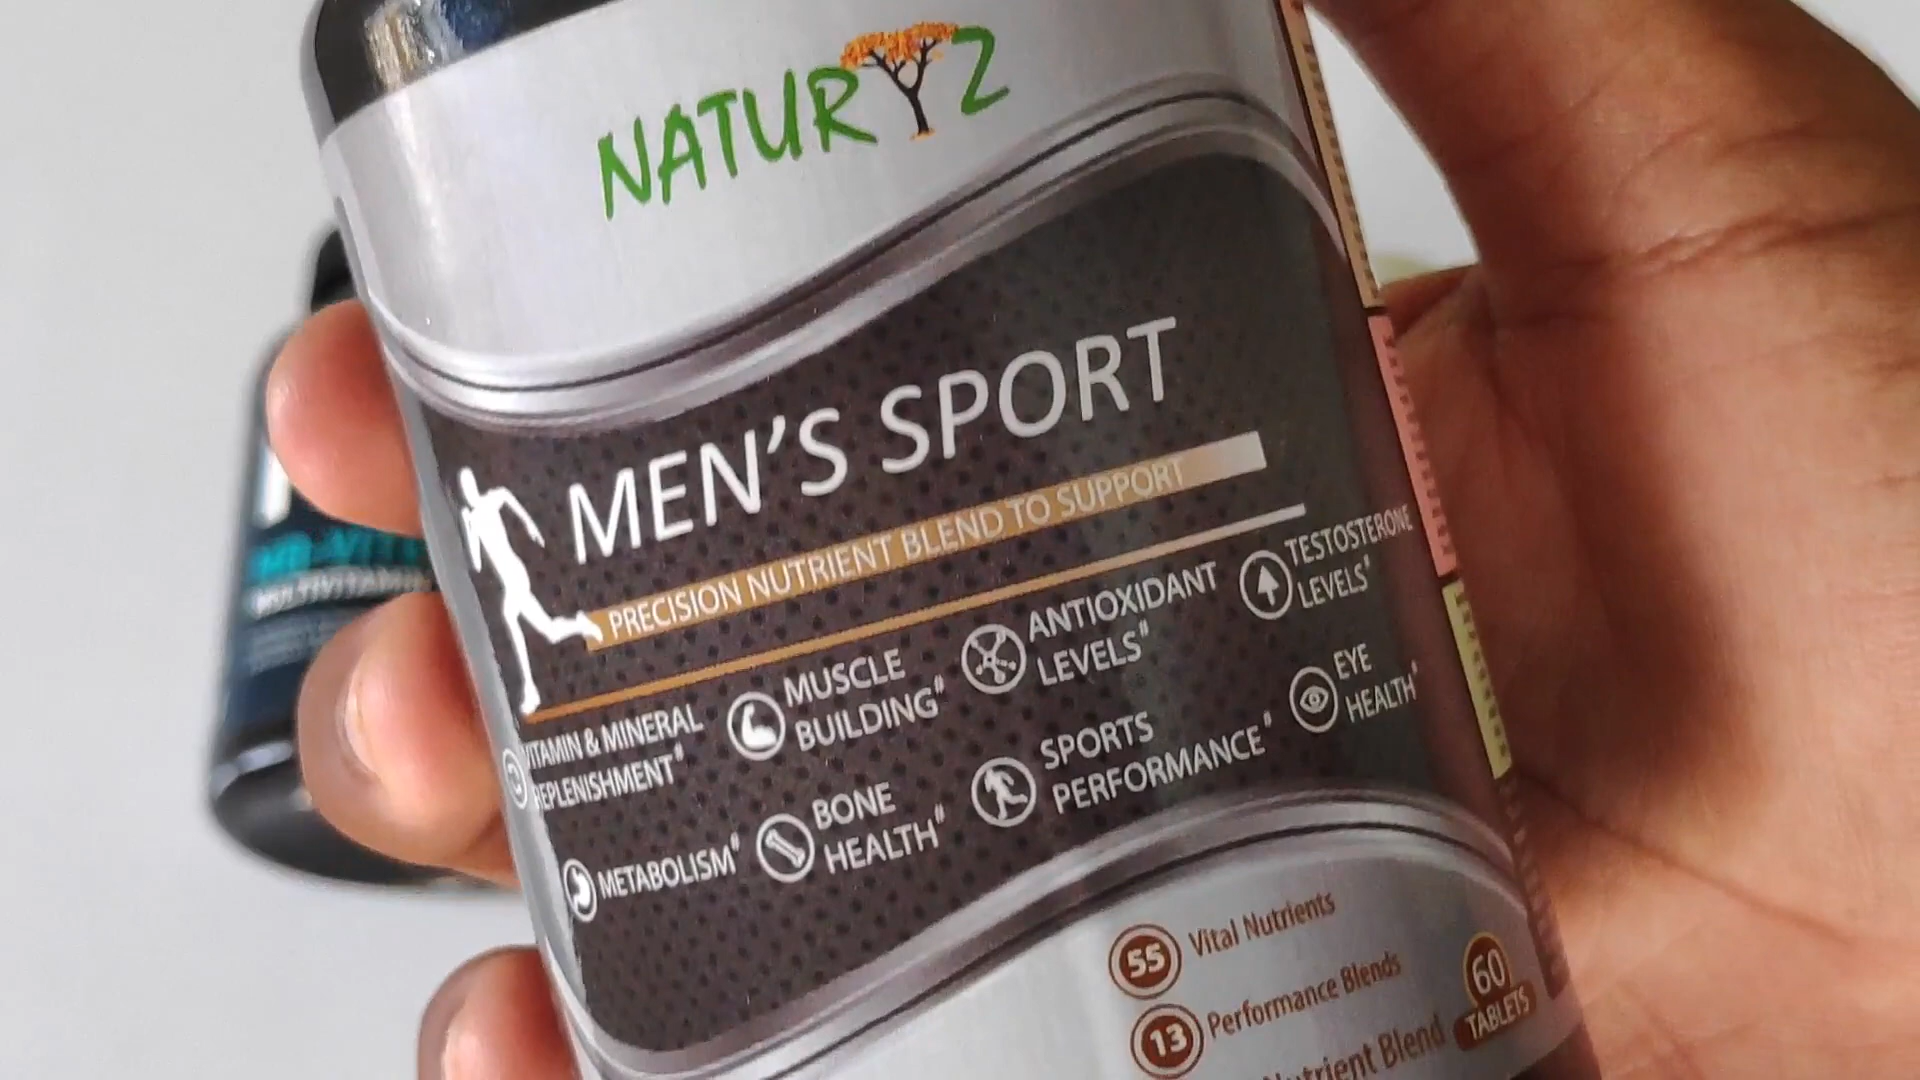 NATURYZ
MEN'S SPORT
PRECISION NUTRIENT BLEND TO SUPPORT
VITAMIN & MINERAL
REPLENISHMENT#
MUSCLE
BUILDING#
ANTIOXIDANT
LEVELS#
TESTOSTERONE
LEVELS#
METABOLISM#
BONE
HEALTH#
SPORTS
PERFORMANCE#
EYE
HEALTH#
55 Vital Nutrients
13 Performance Blends
Nutrient Blend
60
TABLETS
MULTIVITAMIN